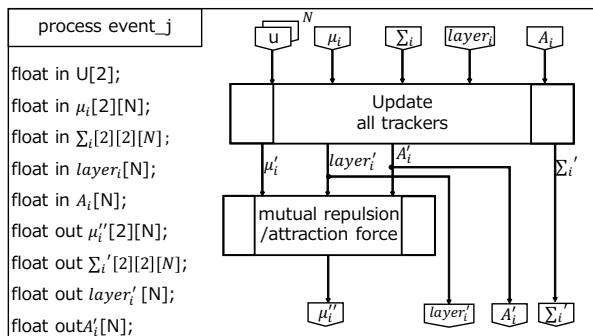 process event_j
float in U[2];
float in μᵢ[2][N];
float in Σᵢ[2][2][N];
float in layerᵢ[N];
float in Aᵢ[N];
float out μᵢ''[2][N];
float out Σᵢ'[2][2][N];
float out layerᵢ' [N];
float outAᵢ'[N];
N
u
μᵢ
Σᵢ
layerᵢ
Aᵢ
Update
all trackers
μᵢ'
layerᵢ'
Aᵢ'
Σᵢ'
mutual repulsion
/attraction force
μᵢ''
layerᵢ'
Aᵢ'
Σᵢ'